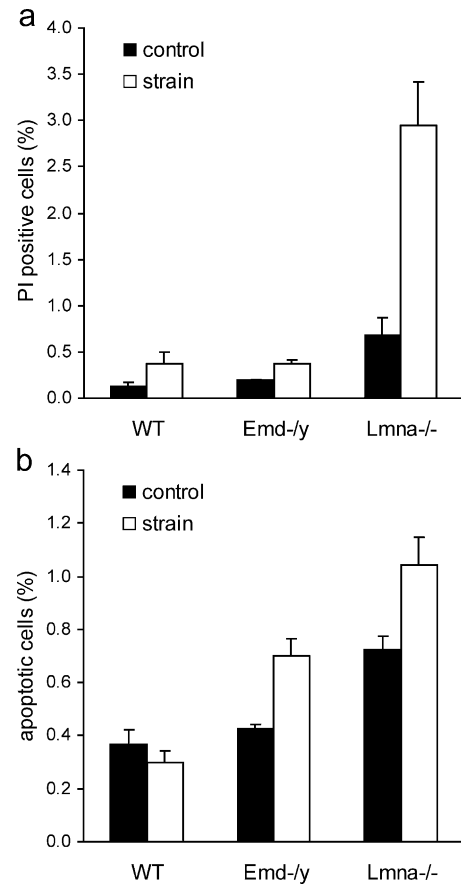 a
control
strain
PI positive cells (%)
4.0
3.5
3.0
2.5
2.0
1.5
1.0
0.5
0.0
WT Emd-/y Lmna-/-
b
control
strain
apoptotic cells (%)
1.4
1.2
1.0
0.8
0.6
0.4
0.2
0.0
WT Emd-/y Lmna-/-